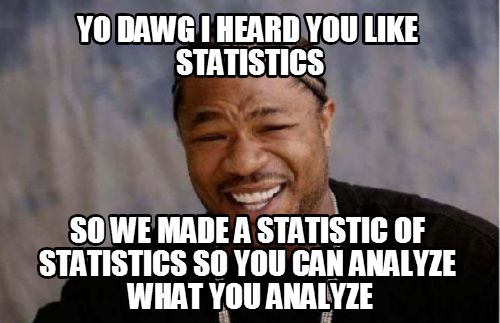 YO DAWG I HEARD YOU LIKE
STATISTICS
SO WE MADE A STATISTIC OF
STATISTICS SO YOU CAN ANALYZE
WHAT YOU ANALYZE